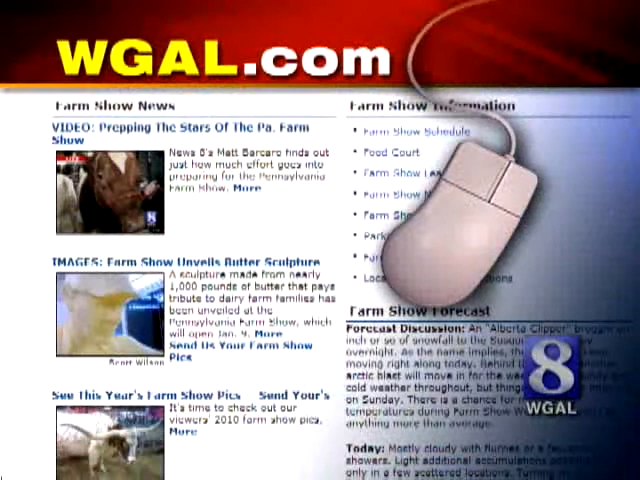 WGAL.com
Farm Show News
VIDEO: Prepping The Stars Of The Pa. Farm
Show
News 8's Matt Barcaro finds out
just how much effort goes into
preparing for the Pennsylvania
Farm Show. More
IMAGES: Farm Show Unveils Butter Sculpture
A sculpture made from nearly
1,000 pounds of butter that pays
tribute to dairy farm families has
been unveiled at the
Pennsylvania Farm Show, which
will open Jan. 9. More
Send Us Your Farm Show
Pics
Scott Wilson
See This Year's Farm Show Pics Send Your's
It's time to check out our
viewers' 2010 farm show pics.
More
Farm Show Information
Farm Show Schedule
Food Court
Farm Show
Farm Show
Farm
Farm Show Forecast
Forecast Discussion: An "Alberta Clipper"
inch or so of snowfall to the
overnight. As the name implies,
moving right along today. Behind
arctic blast will move in for the
cold weather throughout, but
on Sunday. There is a chance for
temperatures during Farm Show
anything more than average.
8
WGAL
Today: Mostly cloudy with flurries or a few
showers. Light additional accumulations
only in a few scattered locations.